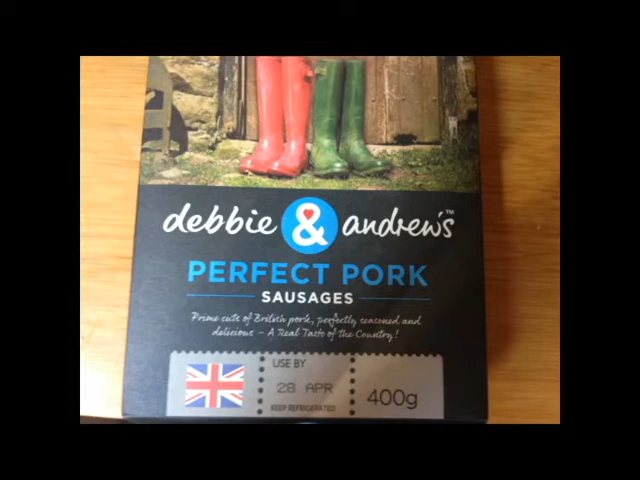 debbie & andrew's™
PERFECT PORK
SAUSAGES
Prime cuts of British pork, perfectly seasoned and
delicious – A Real Taste of the Country!
USE BY
28 APR
KEEP REFRIGERATED
400g